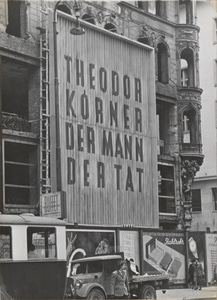 THEODOR
KÖRNER
DER MANN
DER TAT